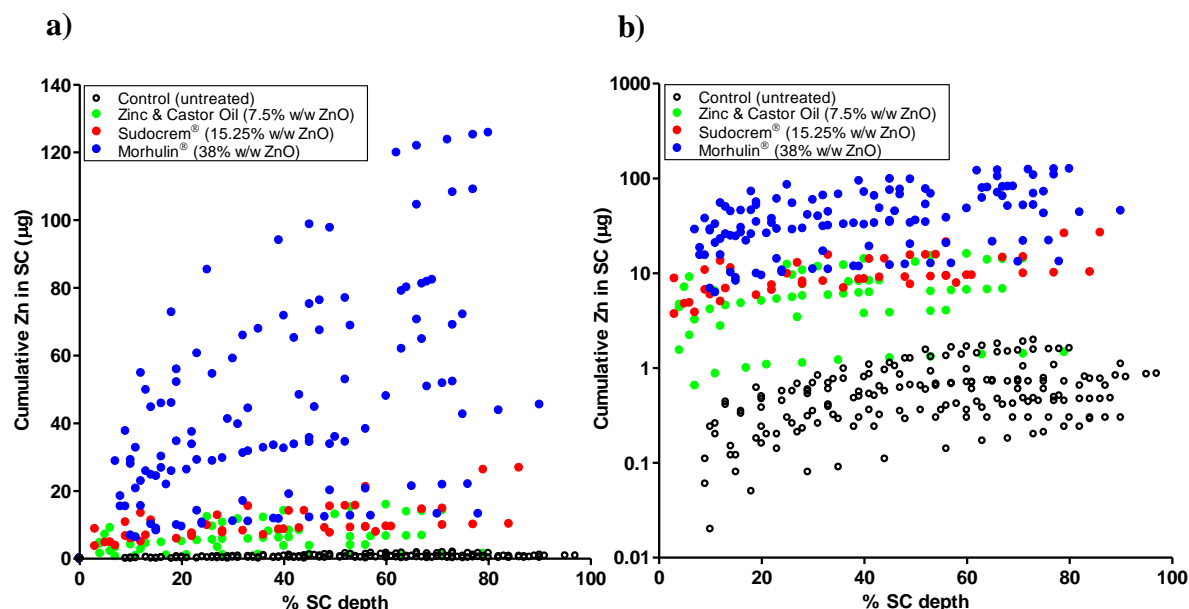 a)
140
120
100
80
60
40
20
0
Cumulative Zn in SC (µg)
Control (untreated)
Zinc & Castor Oil (7.5% w/w ZnO)
Sudocrem® (15.25% w/w ZnO)
Morhulin® (38% w/w ZnO)
0 20 40 60 80 100
% SC depth
b)
1000
100
10
1
0.1
0.01
Cumulative Zn in SC (µg)
Control (untreated)
Zinc & Castor Oil (7.5% w/w ZnO)
Sudocrem® (15.25% w/w ZnO)
Morhulin® (38% w/w ZnO)
0 20 40 60 80 100
% SC depth